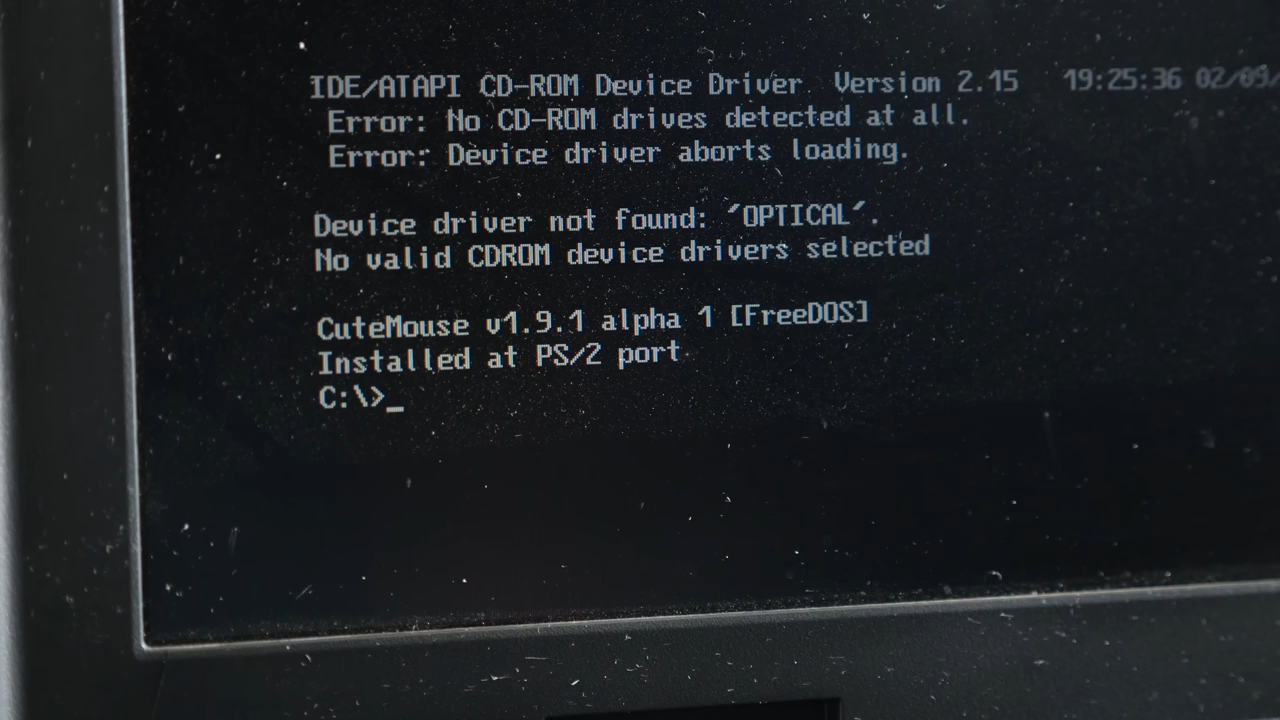 IDE/ATAPI CD-ROM Device Driver Version 2.15 19:25:36 02/09/
Error: No CD-ROM drives detected at all.
Error: Device driver aborts loading.
Device driver not found: 'OPTICAL'.
No valid CDROM device drivers selected
CuteMouse v1.9.1 alpha 1 [FreeDOS]
Installed at PS/2 port
C:\>_